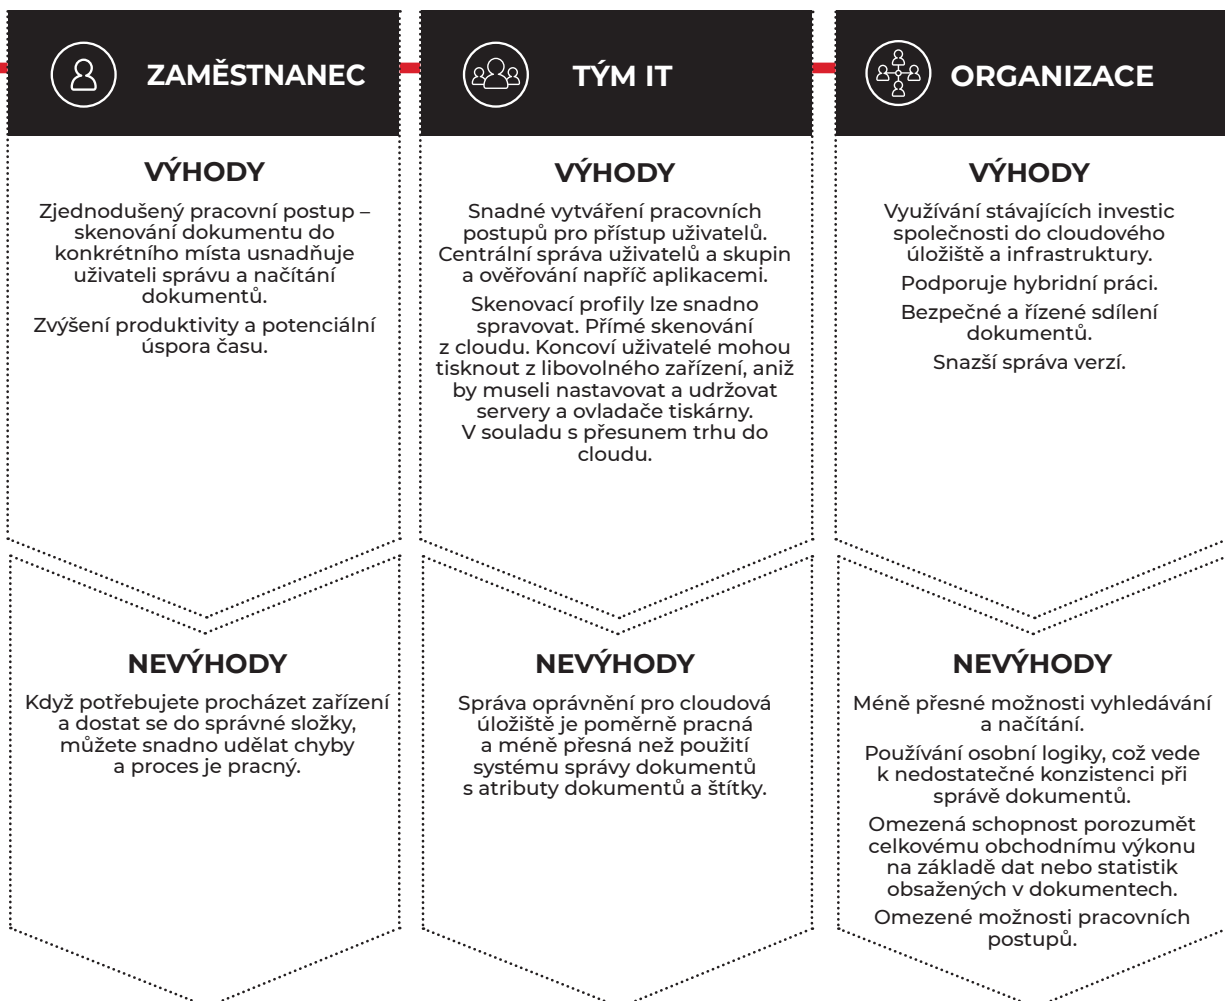 ZAMĚSTNANEC
VÝHODY
Zjednodušený pracovní postup –
skenování dokumentu do
konkrétního místa usnadňuje
uživateli správu a načítání
dokumentů.
Zvýšení produktivity a potenciální
úspora času.
NEVÝHODY
Když potřebujete procházet zařízení
a dostat se do správné složky,
můžete snadno udělat chyby
a proces je pracný.
TÝM IT
VÝHODY
Snadné vytváření pracovních
postupů pro přístup uživatelů.
Centrální správa uživatelů a skupin
a ověřování napříč aplikacemi.
Skenovací profily lze snadno
spravovat. Přímé skenování
z cloudu. Koncoví uživatelé mohou
tisknout z libovolného zařízení, aniž
by museli nastavovat a udržovat
servery a ovladače tiskárny.
V souladu s přesunem trhu do
cloudu.
NEVÝHODY
Správa oprávnění pro cloudová
úložiště je poměrně pracná
a méně přesná než použití
systému správy dokumentů
s atributy dokumentů a štítky.
ORGANIZACE
VÝHODY
Využívání stávajících investic
společnosti do cloudového
úložiště a infrastruktury.
Podporuje hybridní práci.
Bezpečné a řízené sdílení
dokumentů.
Snazší správa verzí.
NEVÝHODY
Méně přesné možnosti vyhledávání
a načítání.
Používání osobní logiky, což vede
k nedostatečné konzistenci při
správě dokumentů.
Omezená schopnost porozumět
celkovému obchodnímu výkonu
na základě dat nebo statistik
obsažených v dokumentech.
Omezené možnosti pracovních
postupů.